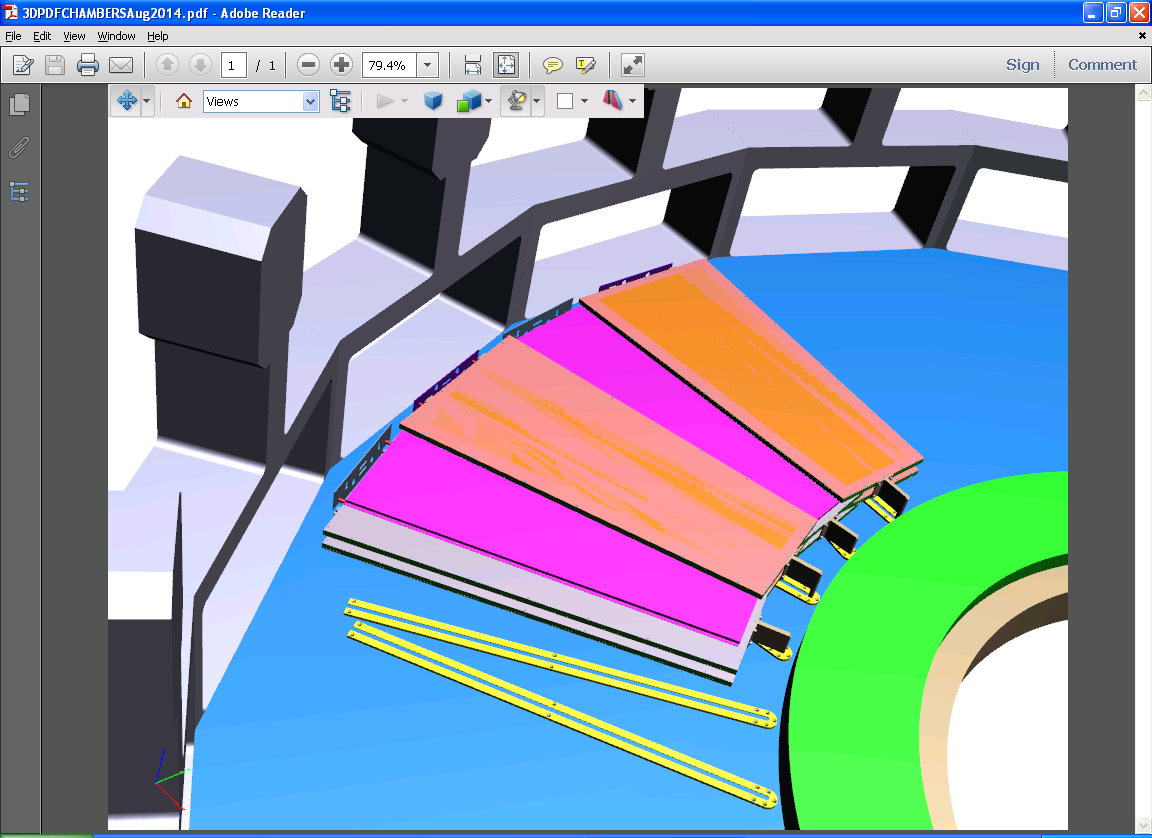 3DPDFCHAMBERSAug2014.pdf - Adobe Reader
File Edit View Window Help
1 / 1 79.4% Sign Comment
Views